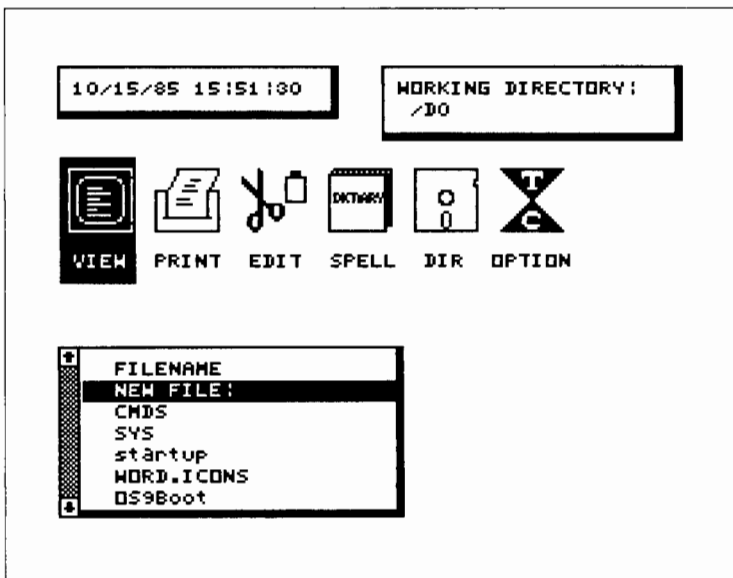 10/15/85 15:51:30
WORKING DIRECTORY:
/D0
DICTIARY
T
C
VIEW PRINT EDIT SPELL DIR OPTION
FILENAME
NEW FILE:
CMDS
SYS
startup
WORD.ICONS
OS9Boot